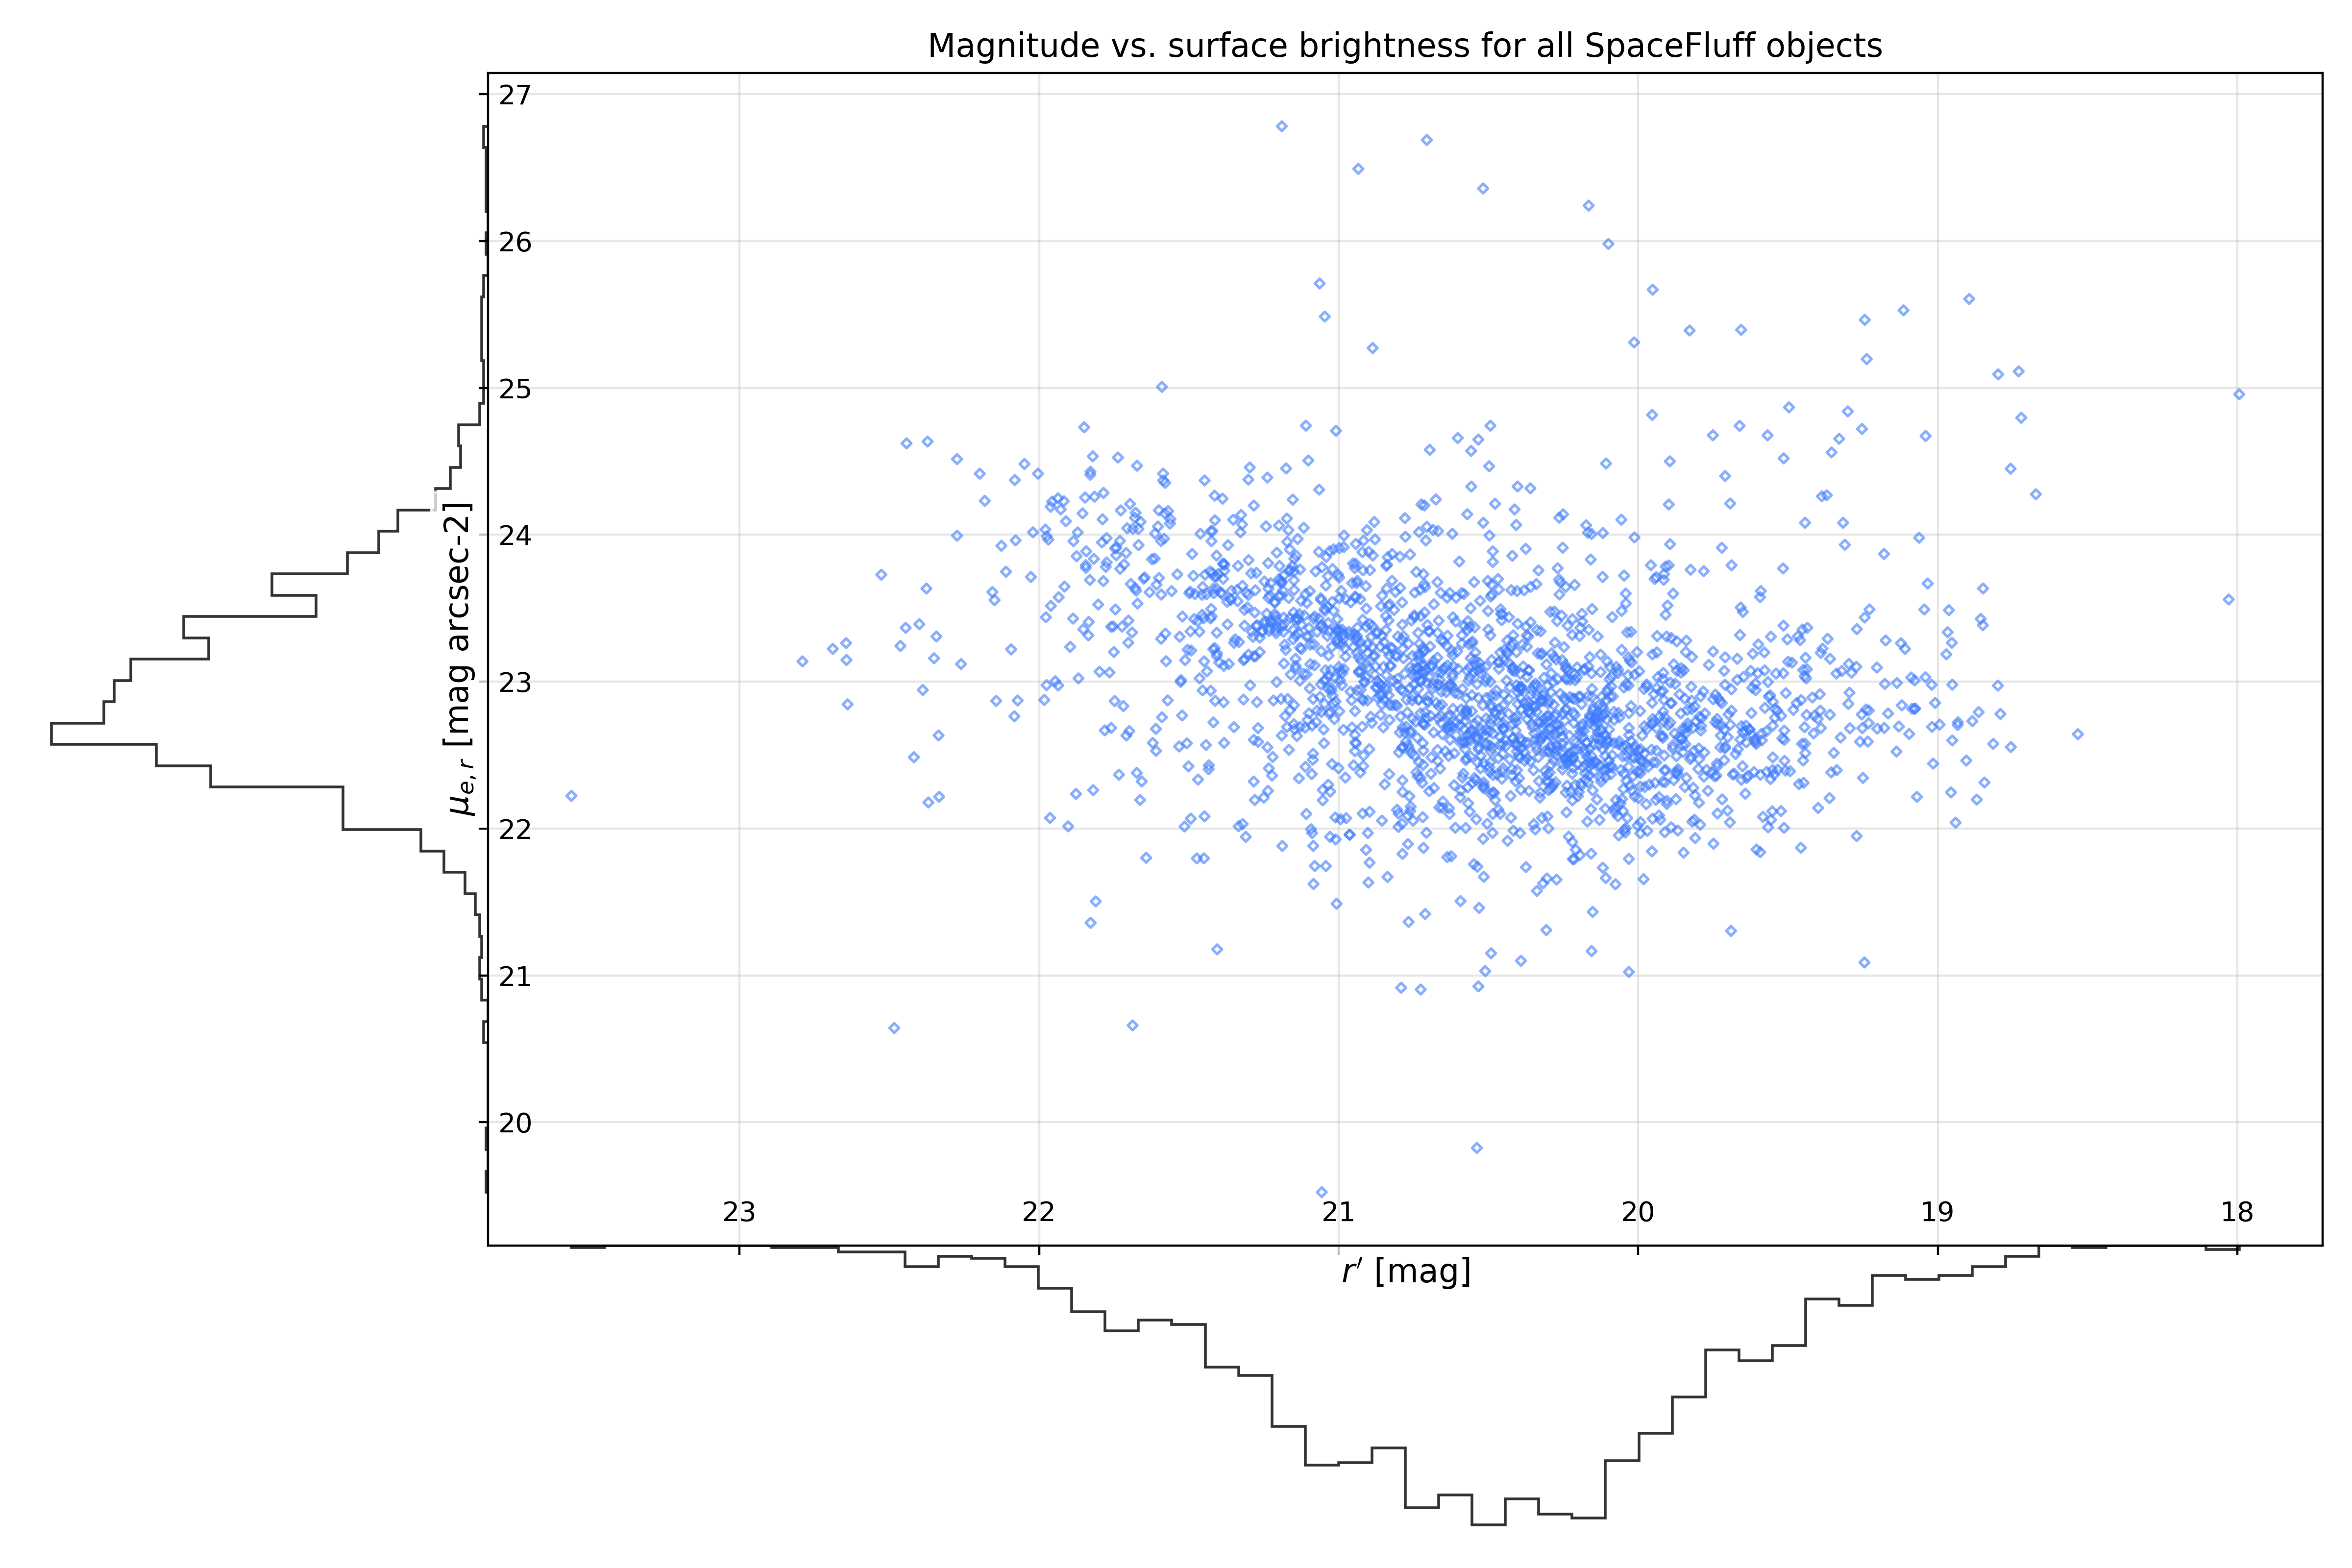 Magnitude vs. surface brightness for all SpaceFluff objects
27
26
25
24
23
22
21
20
μe, r [mag arcsec-2]
23 22 21 20 19 18
r′ [mag]